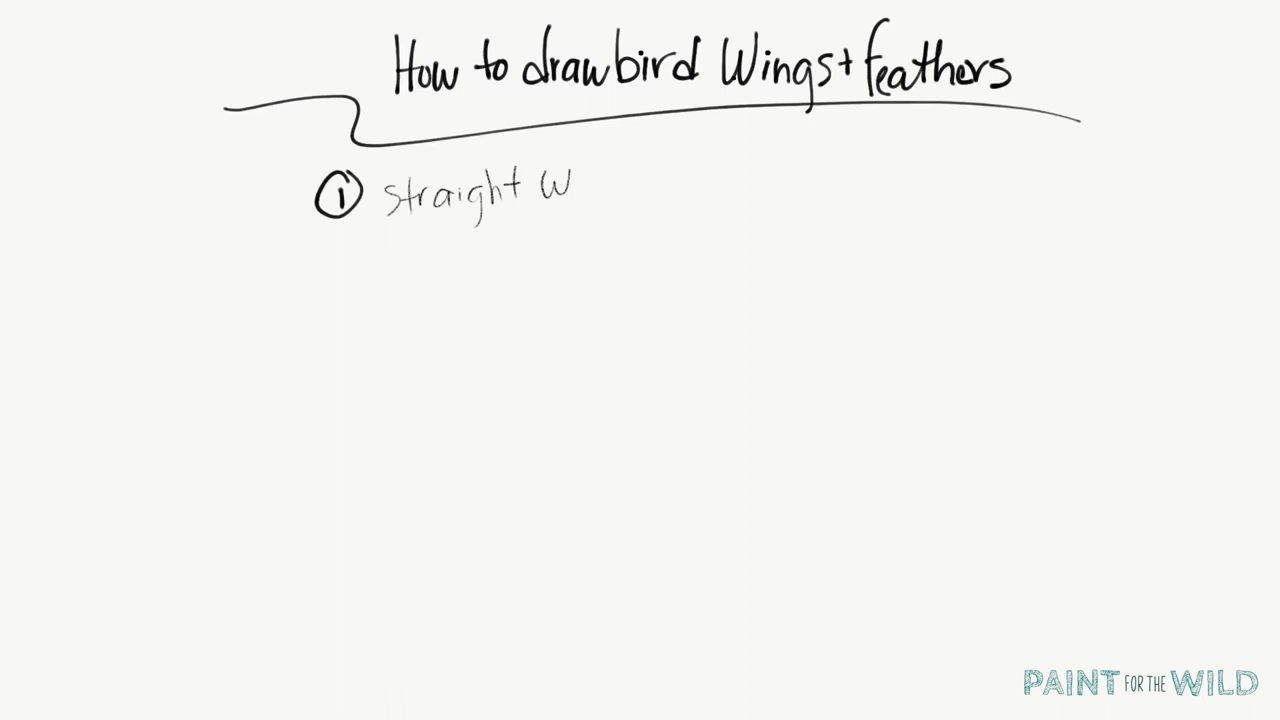 How to draw bird Wings + feathers
① straight w
PAINT FOR THE WILD